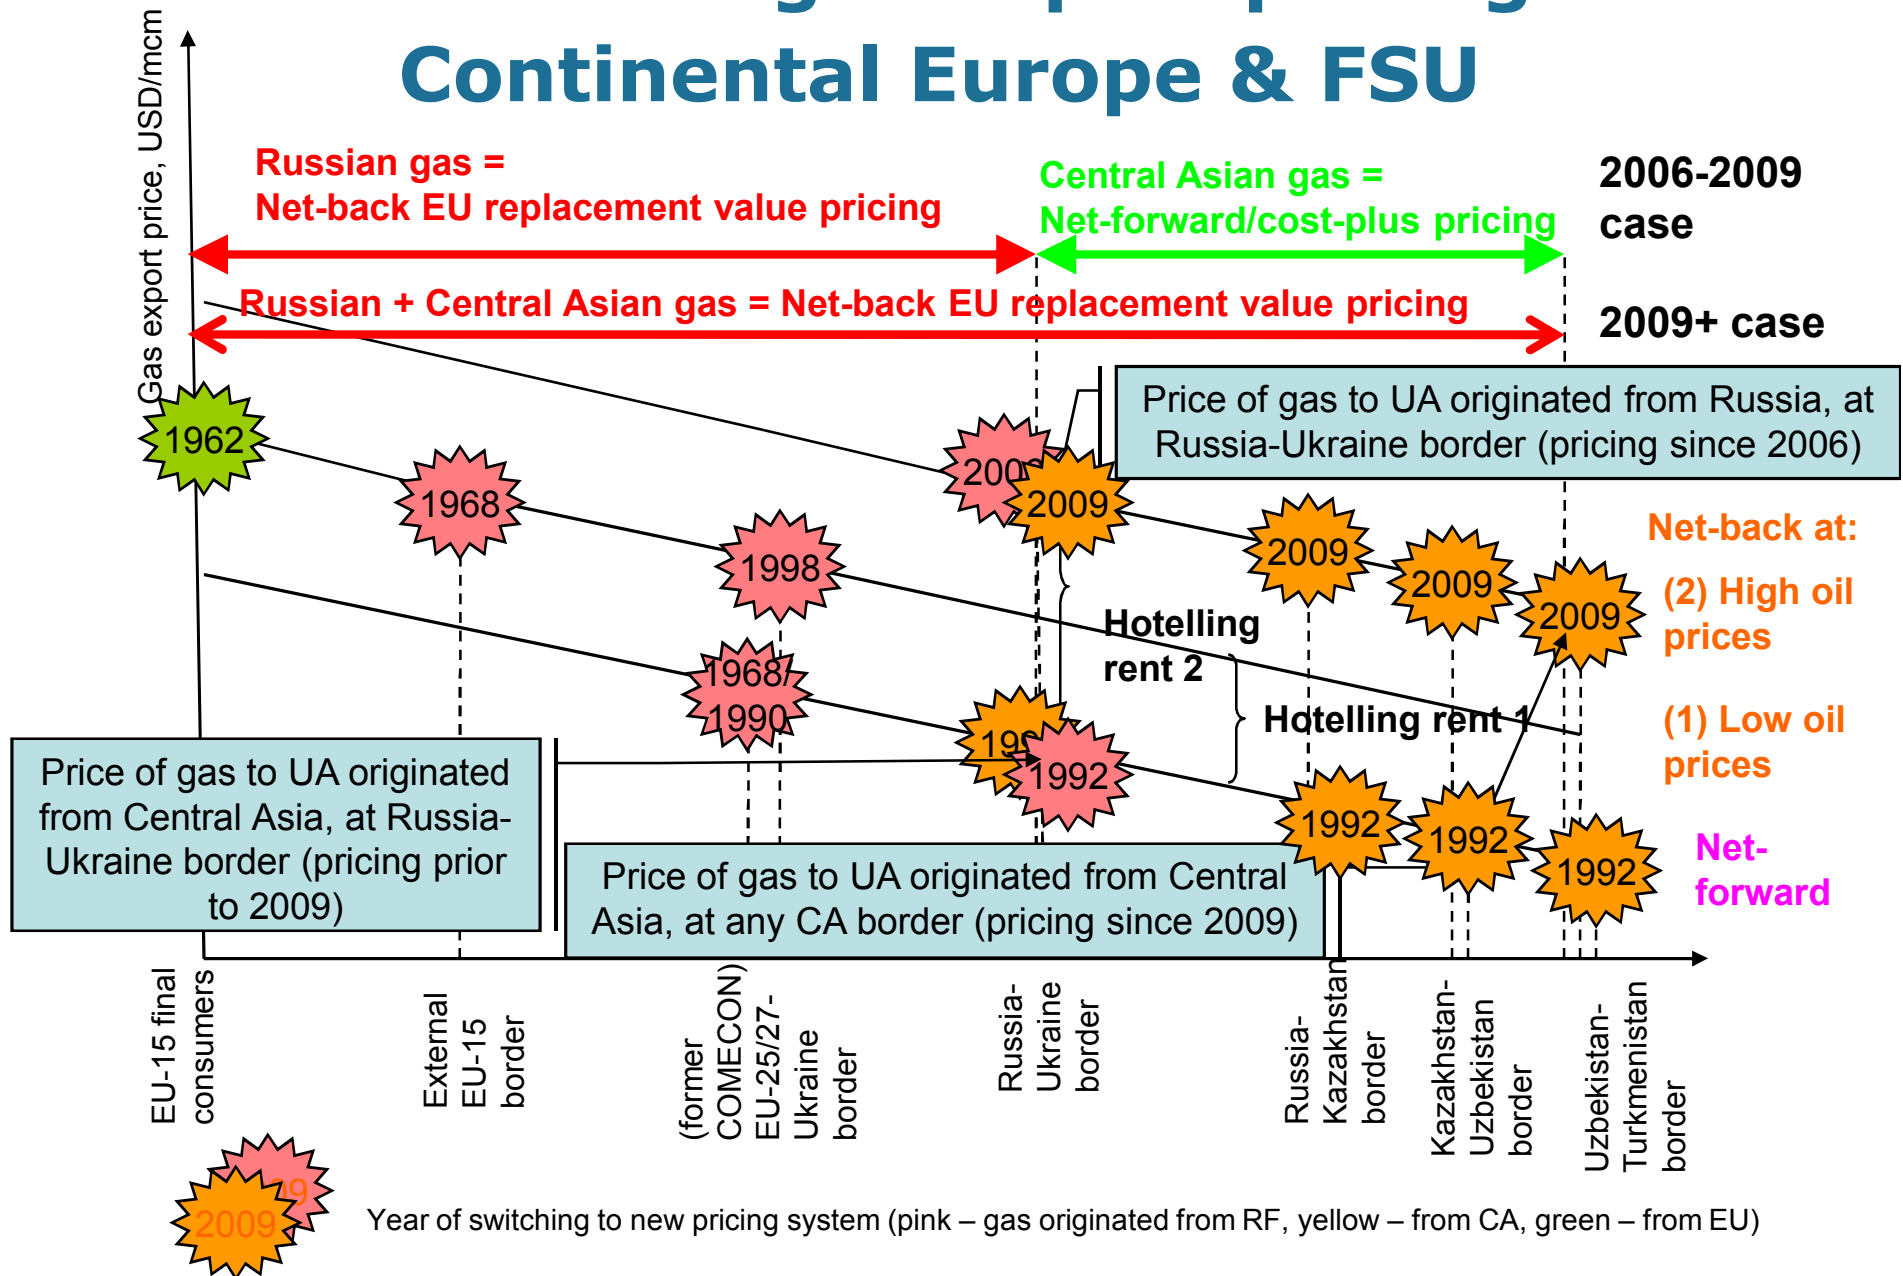 Continental Europe & FSU
Gas export price, USD/mcm
Russian gas =
Net-back EU replacement value pricing
Central Asian gas =
Net-forward/cost-plus pricing
2006-2009
case
Russian + Central Asian gas = Net-back EU replacement value pricing
2009+ case
Price of gas to UA originated from Russia, at
Russia-Ukraine border (pricing since 2006)
1962
1968
1998
2009
2009
2009
2009
Net-back at:
(2) High oil
prices
Hotelling
rent 2
Hotelling rent 1
(1) Low oil
prices
1968/
1990
1992
1992
1992
1992
Net-
forward
Price of gas to UA originated
from Central Asia, at Russia-
Ukraine border (pricing prior
to 2009)
Price of gas to UA originated from Central
Asia, at any CA border (pricing since 2009)
EU-15 final
consumers
External
EU-15
border
(former
COMECON)
EU-25/27-
Ukraine
border
Russia-
Ukraine
border
Russia-
Kazakhstan
border
Kazakhstan-
Uzbekistan
border
Uzbekistan-
Turkmenistan
border
2009
Year of switching to new pricing system (pink – gas originated from RF, yellow – from CA, green – from EU)